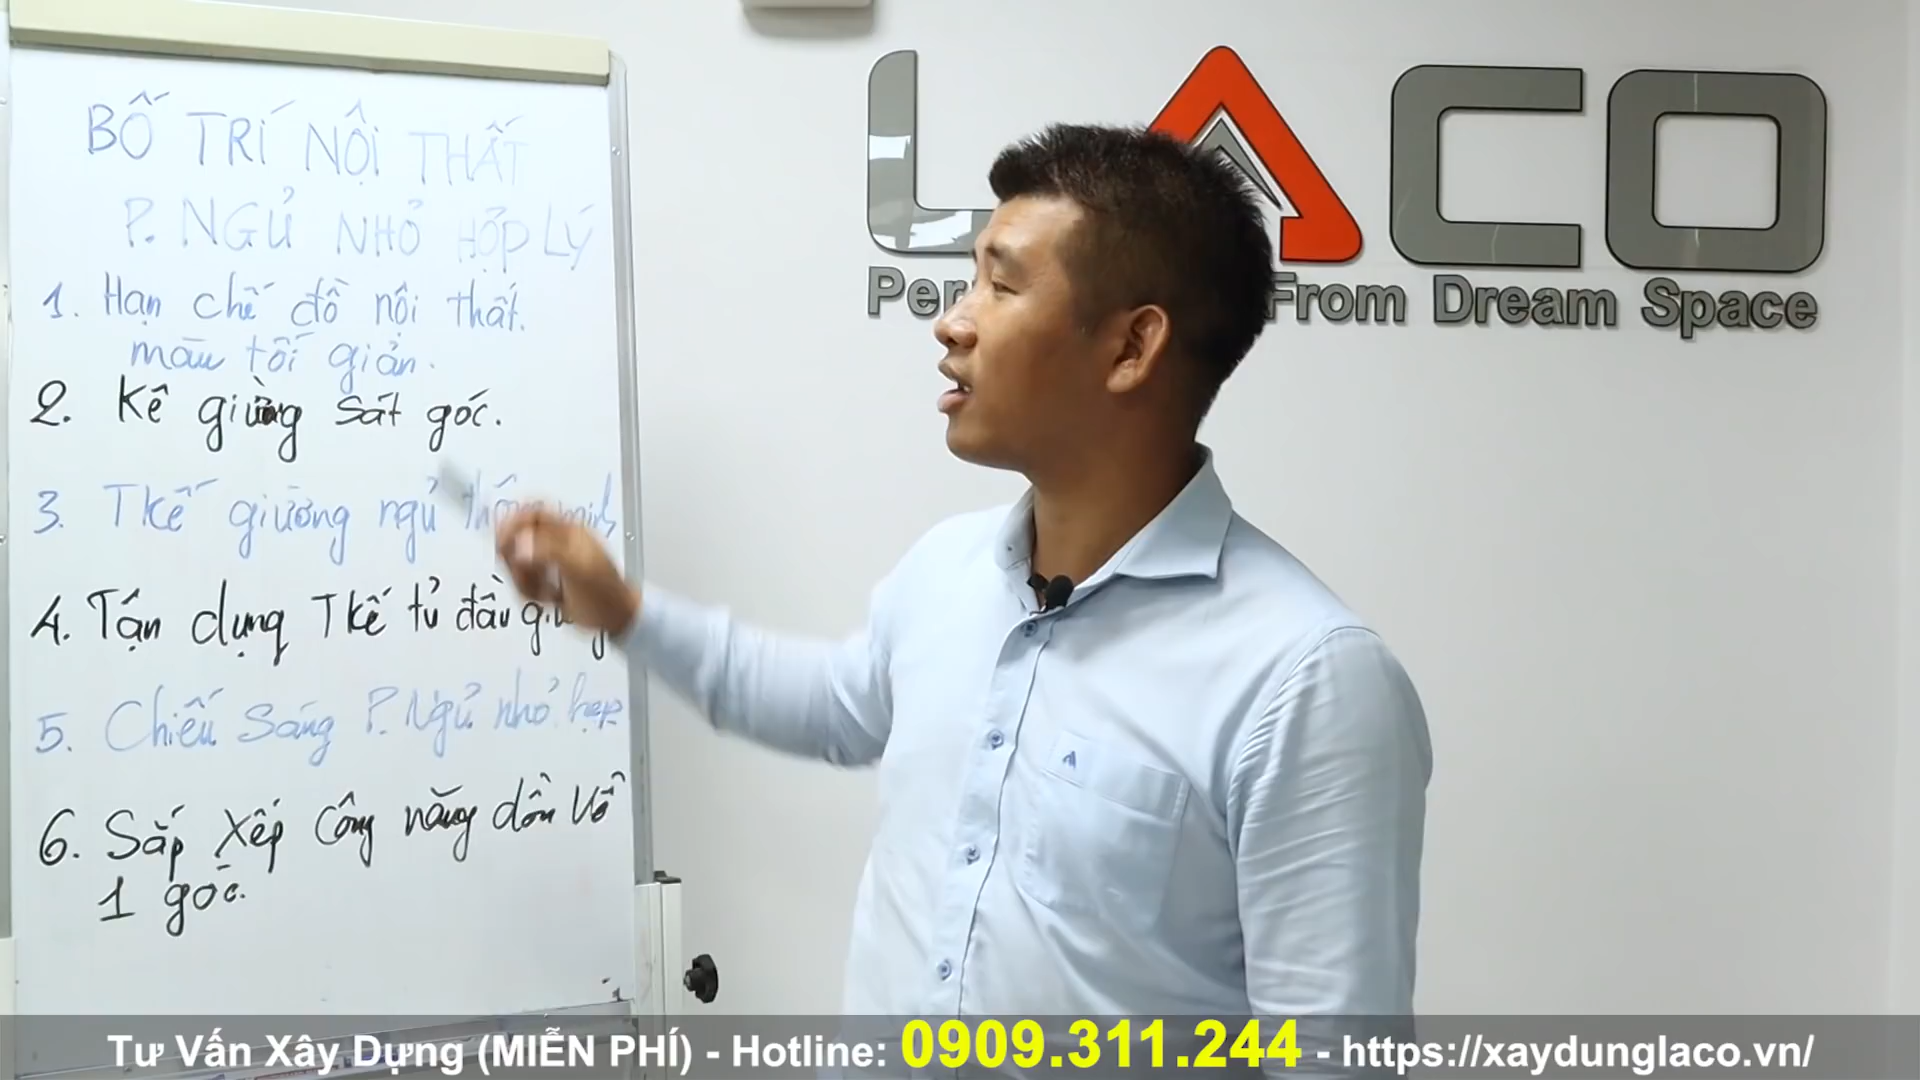 BỐ TRÍ NỘI THẤT
P. NGỦ NHỎ HỢP LÝ
1. Hạn chế đồ nội thất.
màu tối giản.
2. Kê giường sát góc.
3. Tkế giường ngủ thông minh
4. Tận dụng Tkế tủ đầu giường
5. Chiếu sáng P. Ngủ nhỏ hẹp
6. Sắp xếp công năng dồn về
1 góc.
LACO
From Dream Space
Tư Vấn Xây Dựng (MIỄN PHÍ) - Hotline: 0909.311.244 - https://xaydunglaco.vn/